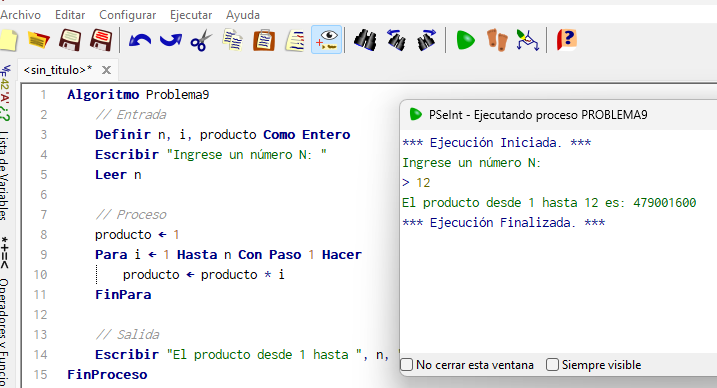 Archivo Editar Configurar Ejecutar Ayuda
<sin_titulo>* X
Lista de Variables
Operadores y Funcio
1 Algoritmo Problema9
2 // Entrada
3 Definir n, i, producto Como Entero
4 Escribir "Ingrese un número N: "
5 Leer n
6
7 // Proceso
8 producto ← 1
9 Para i ← 1 Hasta n Con Paso 1 Hacer
10 producto ← producto * i
11 FinPara
12
13 // Salida
14 Escribir "El producto desde 1 hasta ", n, "
15 FinProceso
PSeInt - Ejecutando proceso PROBLEMA9
*** Ejecución Iniciada. ***
Ingrese un número N:
> 12
El producto desde 1 hasta 12 es: 479001600
*** Ejecución Finalizada. ***
No cerrar esta ventana Siempre visible